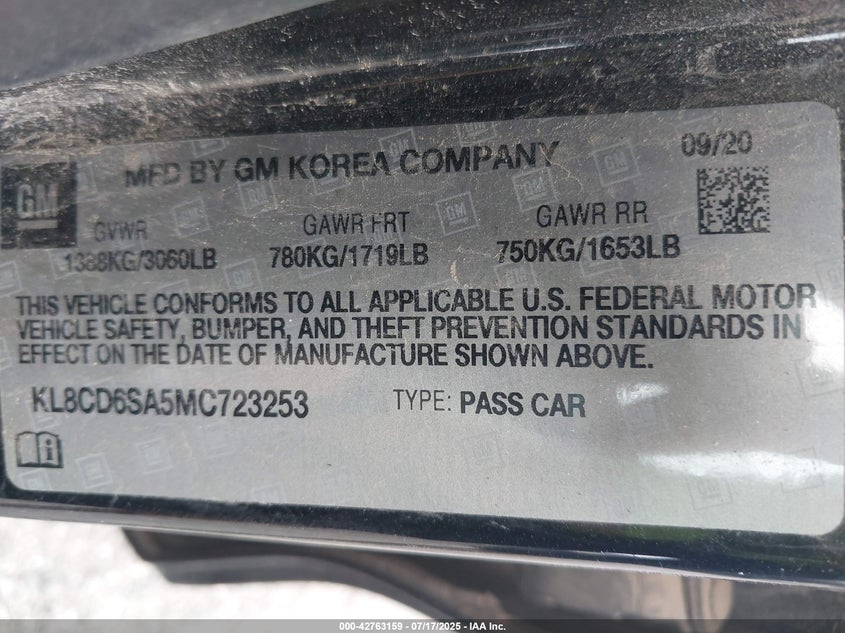 MFD BY GM KOREA COMPANY 09/20
GM
GVWR GAWR FRT GAWR RR
1388KG/3060LB 780KG/1719LB 750KG/1653LB
THIS VEHICLE CONFORMS TO ALL APPLICABLE U.S. FEDERAL MOTOR
VEHICLE SAFETY, BUMPER, AND THEFT PREVENTION STANDARDS IN
EFFECT ON THE DATE OF MANUFACTURE SHOWN ABOVE.
KL8CD6SA5MC723253 TYPE: PASS CAR
000-42763159 - 07/17/2025 - IAA Inc.